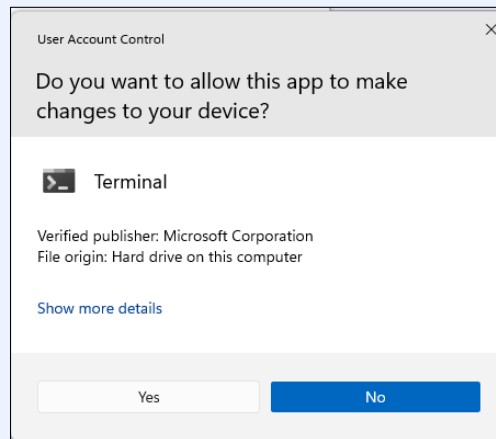 User Account Control
Do you want to allow this app to make
changes to your device?
Terminal
Verified publisher: Microsoft Corporation
File origin: Hard drive on this computer
Show more details
Yes
No